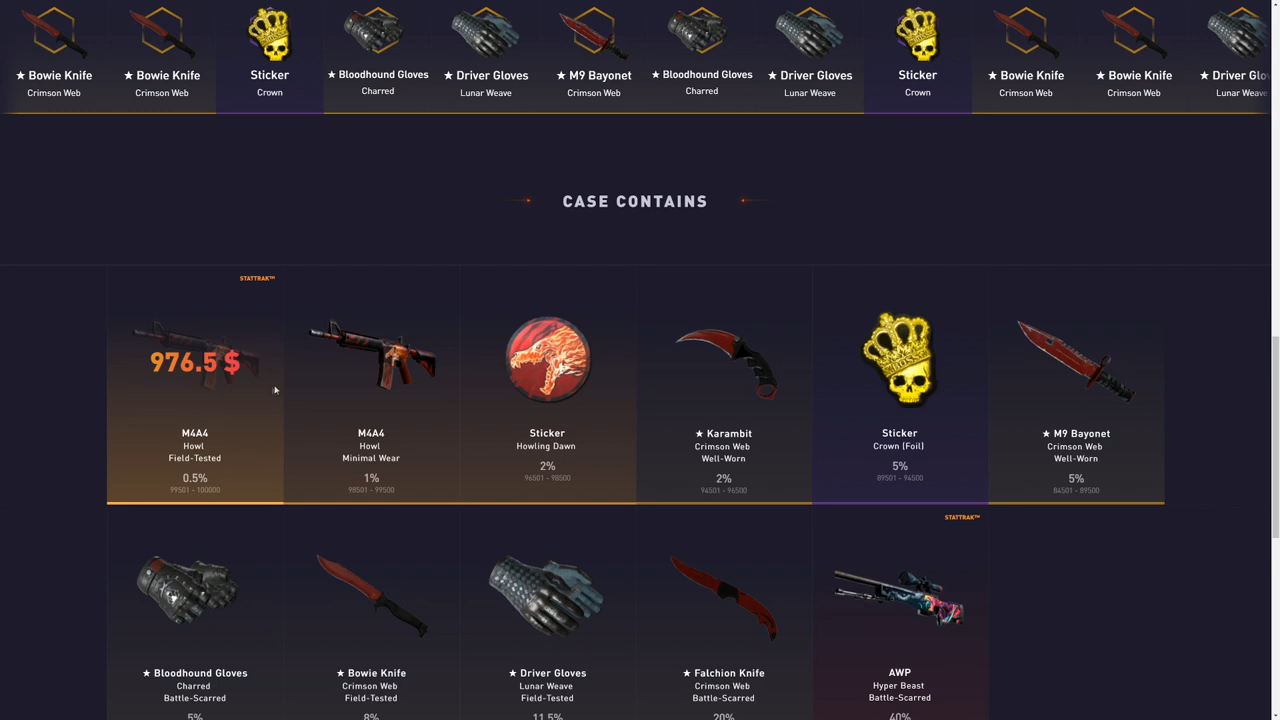 ★ Bowie Knife
Crimson Web
★ Bowie Knife
Crimson Web
Sticker
Crown
★ Bloodhound Gloves
Charred
★ Driver Gloves
Lunar Weave
★ M9 Bayonet
Crimson Web
★ Bloodhound Gloves
Charred
★ Driver Gloves
Lunar Weave
Sticker
Crown
★ Bowie Knife
Crimson Web
★ Bowie Knife
Crimson Web
★ Driver Glo
Lunar Weave
CASE CONTAINS
STATTRAK™
976.5 $
M4A4
Howl
Field-Tested
0.5%
99501 - 100000
M4A4
Howl
Minimal Wear
1%
98501 - 99500
Sticker
Howling Dawn
2%
96501 - 98500
★ Karambit
Crimson Web
Well-Worn
2%
94501 - 96500
Sticker
Crown (Foil)
5%
89501 - 94500
★ M9 Bayonet
Crimson Web
Well-Worn
5%
84501 - 89500
★ Bloodhound Gloves
Charred
Battle-Scarred
5%
★ Bowie Knife
Crimson Web
Field-Tested
8%
★ Driver Gloves
Lunar Weave
Field-Tested
11.5%
★ Falchion Knife
Crimson Web
Battle-Scarred
20%
STATTRAK™
AWP
Hyper Beast
Battle-Scarred
40%